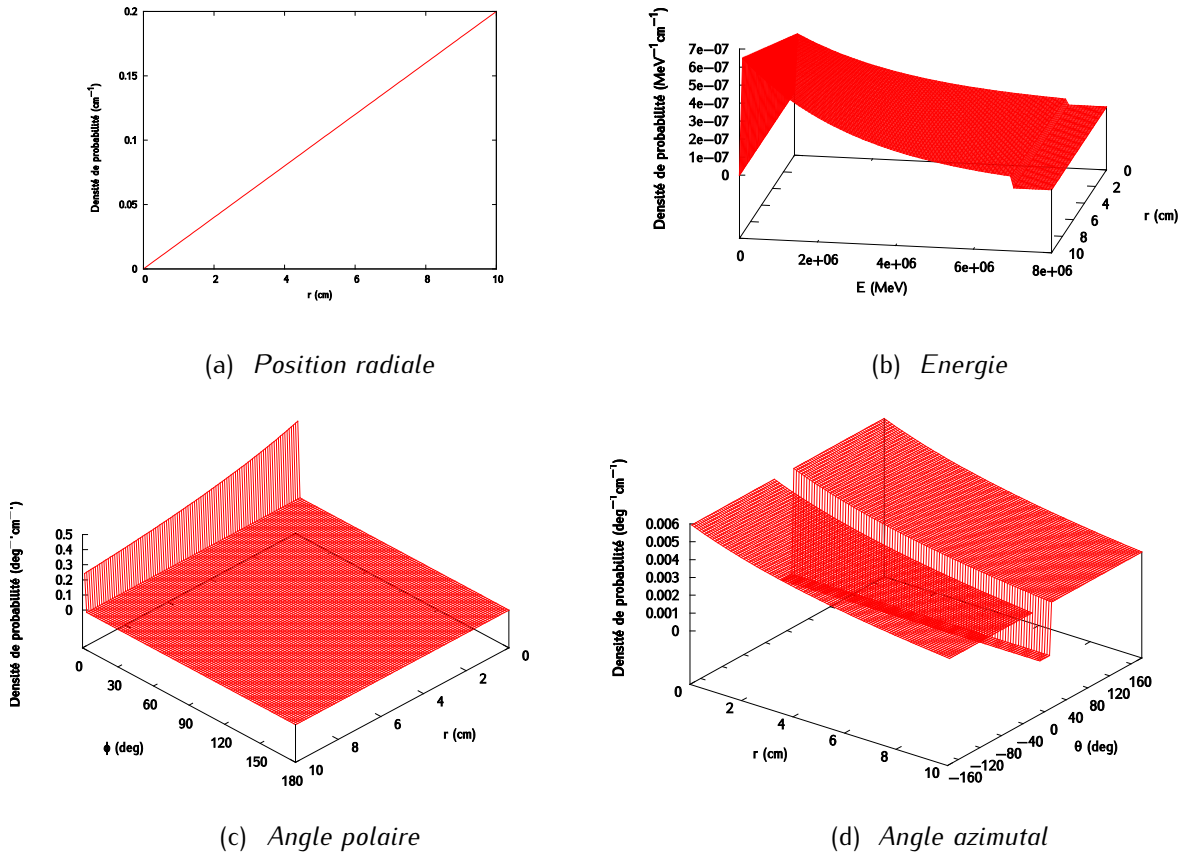 Densité de probabilité (cm⁻¹)
0.2
0.15
0.1
0.05
0
0 2 4 6 8 10
r (cm)
(a) Position radiale
Densité de probabilité (MeV⁻¹cm⁻¹)
7e−07
6e−07
5e−07
4e−07
3e−07
2e−07
1e−07
0
0 2e+06 4e+06 6e+06 8e+06
E (MeV)
0
2
4
6
8
10
r (cm)
(b) Energie
Densité de probabilité (deg⁻¹cm⁻¹)
0.5
0.4
0.3
0.2
0.1
0
0
30
60
90
120
150
180
ϕ (deg)
0
2
4
6
8
10
r (cm)
(c) Angle polaire
Densité de probabilité (deg⁻¹cm⁻¹)
0.006
0.005
0.004
0.003
0.002
0.001
0
0
2
4
6
8
10
r (cm)
160
120
80
40
0
−40
−80
−120
−160
θ (deg)
(d) Angle azimutal